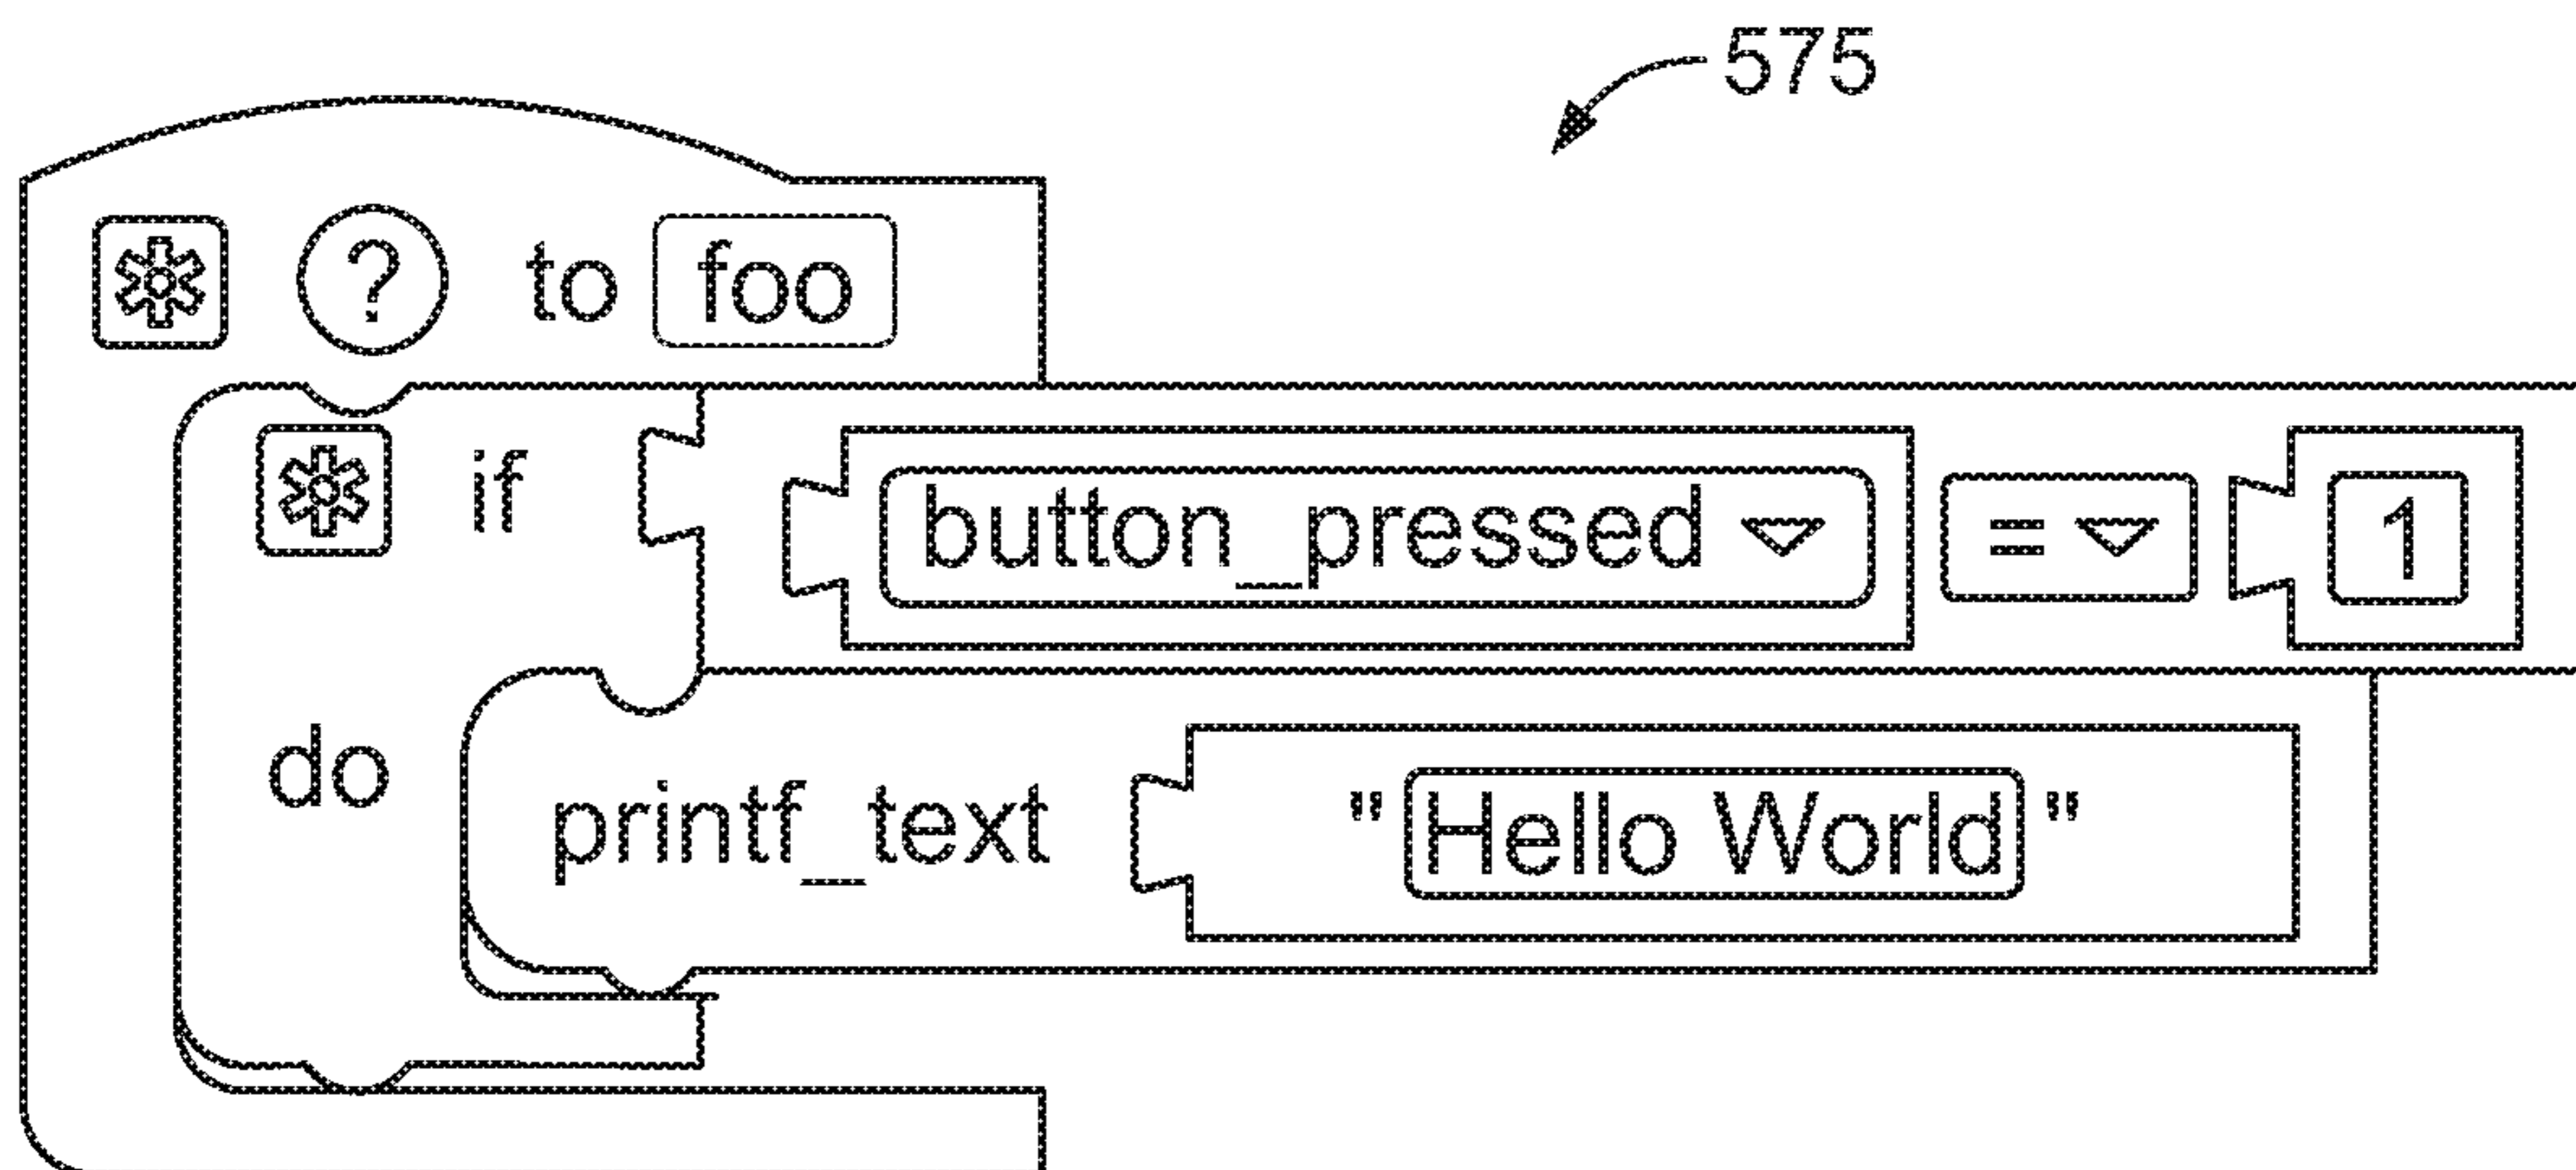 575
? to foo
if button_pressed = 1
do printf_text " Hello World "